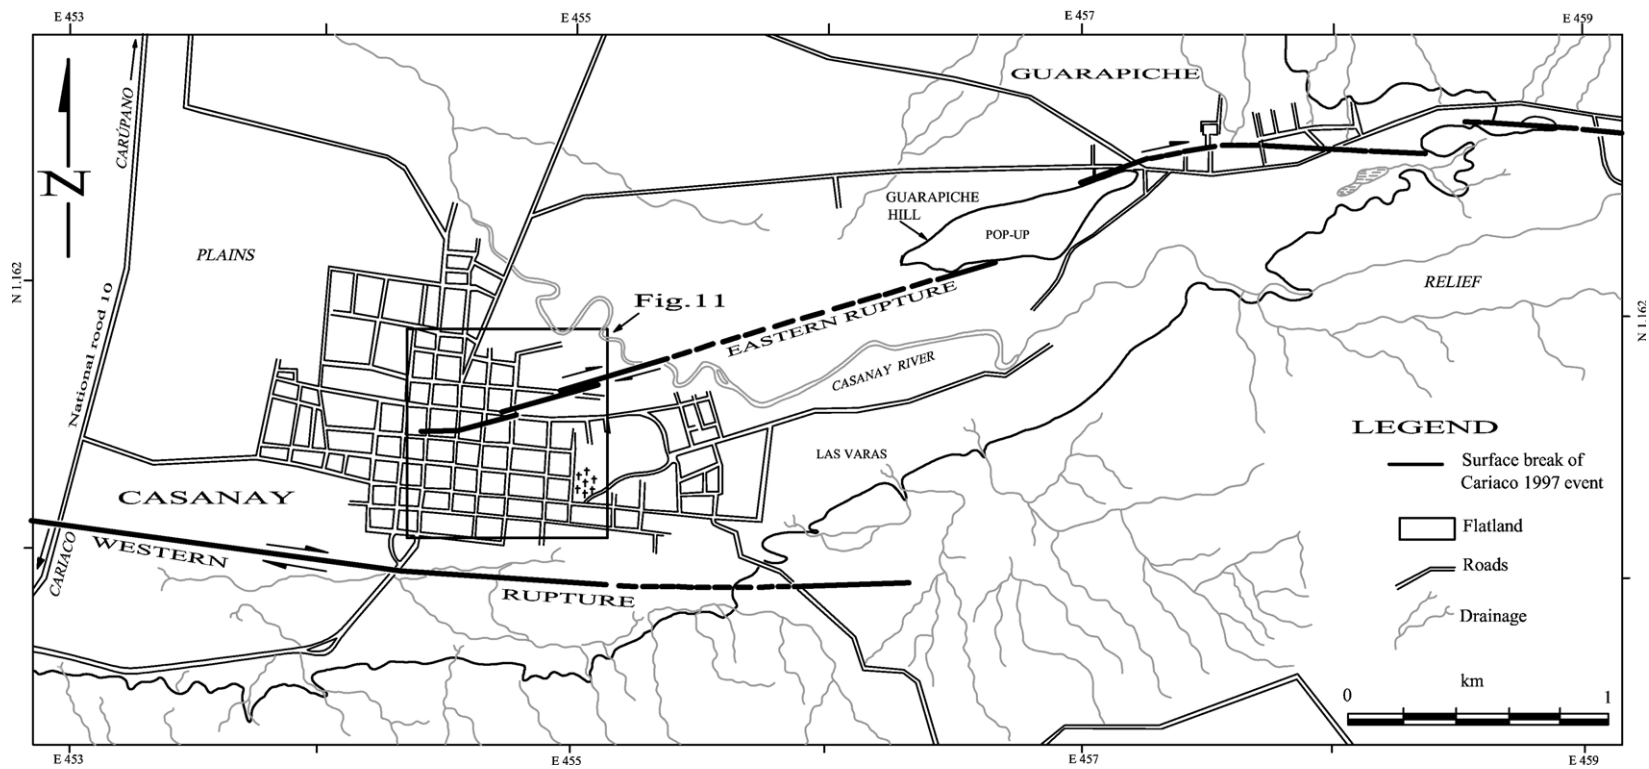 E 453
E 455
E 457
E 459
GUARAPICHE
CARÚPANO
N
GUARAPICHE
HILL
POP-UP
PLAINS
N 1.162
RELIEF
Fig.11
EASTERN RUPTURE
N 1.162
National rood 10
CASANAY RIVER
LEGEND
LAS VARAS
Surface break of
Cariaco 1997 event
CASANAY
Flatland
WESTERN
CARIACO
Roads
RUPTURE
Drainage
km
0
1
E 453
E 455
E 457
E 459